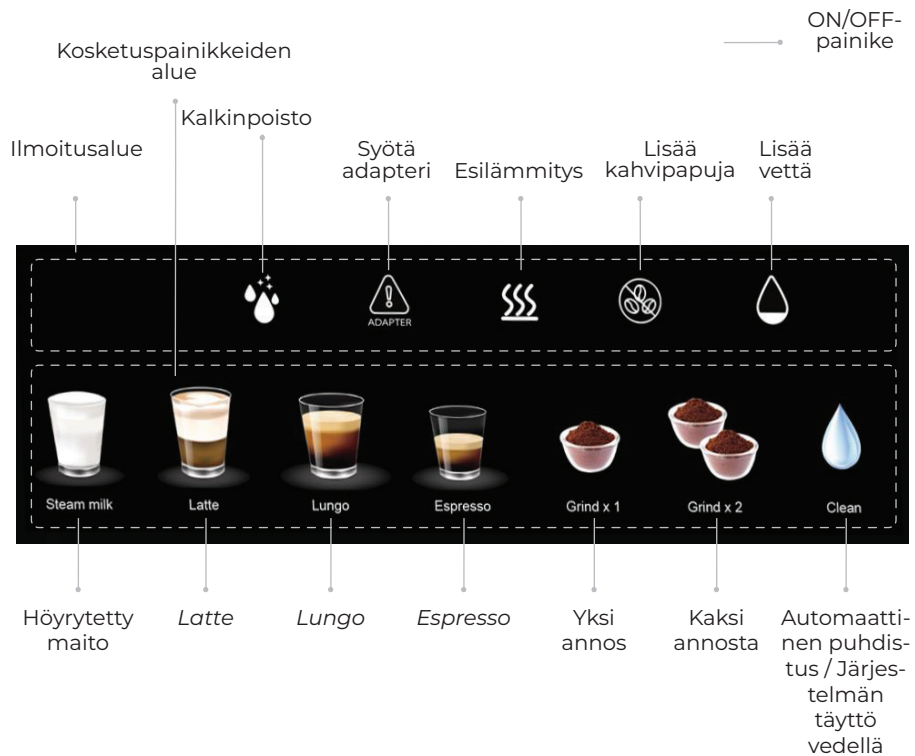 ON/OFF-
painike
Kosketuspainikkeiden
alue
Kalkinpoisto
Ilmoitusalue
Syötä
adapteri
Esilämmitys
Lisää
kahvipapuja
Lisää
vettä
ADAPTER
Steam milk
Latte
Lungo
Espresso
Grind x 1
Grind x 2
Clean
Höyrytetty
maito
Latte
Lungo
Espresso
Yksi
annos
Kaksi
annosta
Automaatti-
nen puhdis-
tus / Järjes-
telmän
täyttö
vedellä